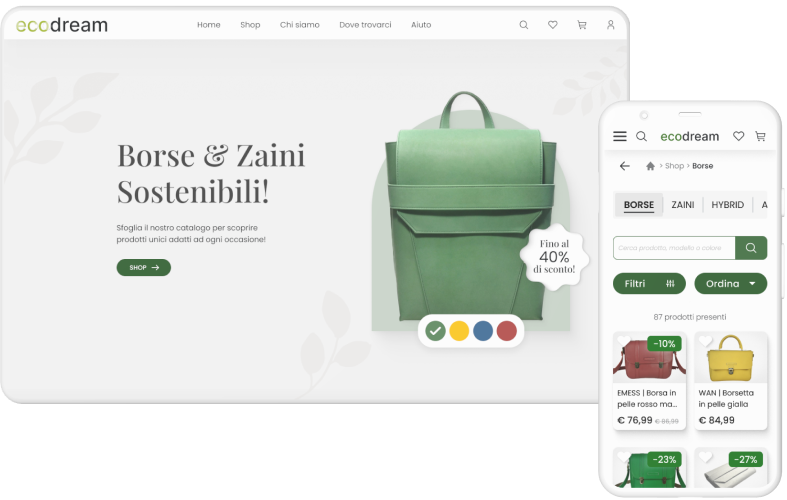 ecodream
Home Shop Chi siamo Dove trovarci Aiuto
Borse & Zaini
Sostenibili!
Sfoglia il nostro catalogo per scoprire
prodotti unici adatti ad ogni occasione!
SHOP
Fino al
40%
di sconto!
ecodream
> Shop > Borse
BORSE ZAINI HYBRID A
Cerca prodotto, modello o colore
Filtri Ordina
87 prodotti presenti
-10%
EMESS | Borsa in
pelle rosso ma...
€ 76,99 € 86,99
WAN | Borsetta
in pelle gialla
€ 84,99
-23%
-27%